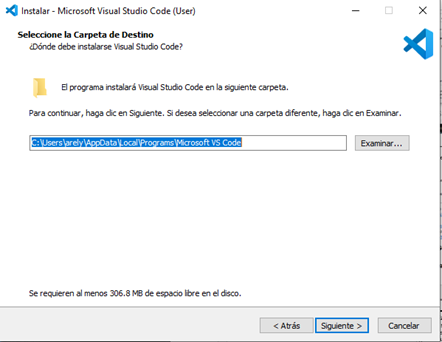 Instalar - Microsoft Visual Studio Code (User)
Seleccione la Carpeta de Destino
¿Dónde debe instalarse Visual Studio Code?
El programa instalará Visual Studio Code en la siguiente carpeta.
Para continuar, haga clic en Siguiente. Si desea seleccionar una carpeta diferente, haga clic en Examinar.
C:\Users\arely\AppData\Local\Programs\Microsoft VS Code
Examinar...
Se requieren al menos 306.8 MB de espacio libre en el disco.
< Atrás
Siguiente >
Cancelar